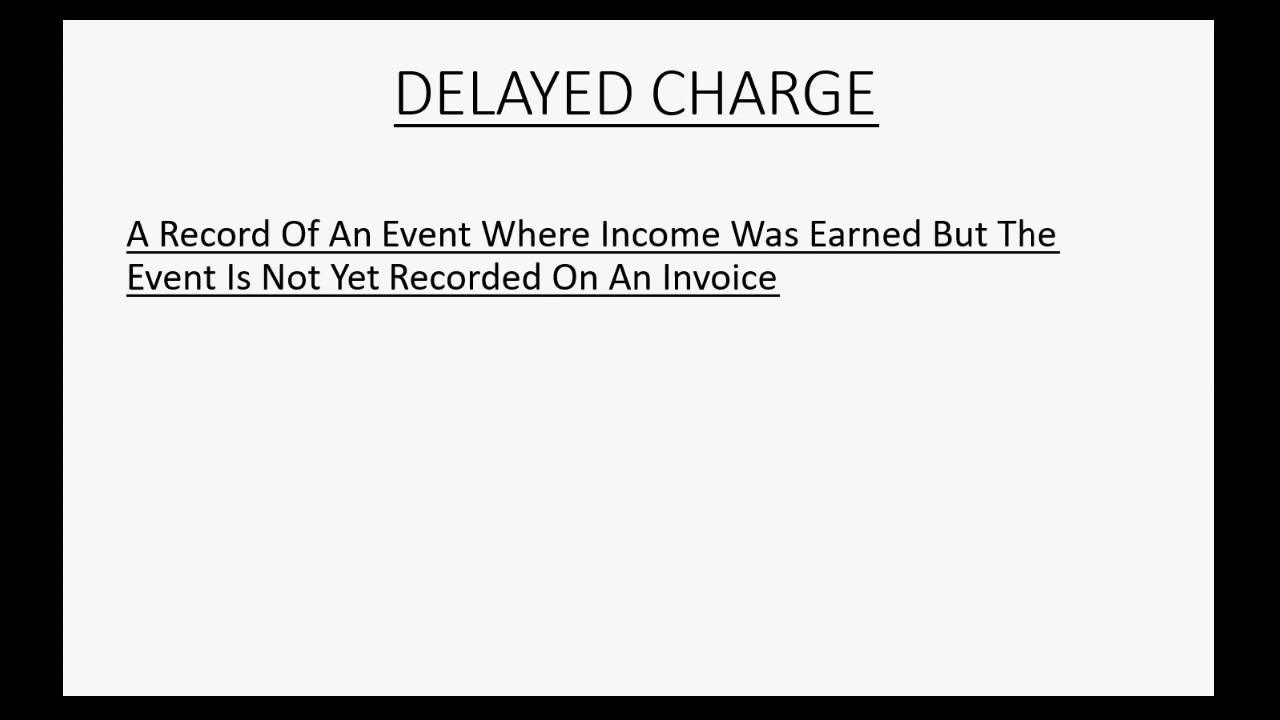 DELAYED CHARGE
A Record Of An Event Where Income Was Earned But The
Event Is Not Yet Recorded On An Invoice